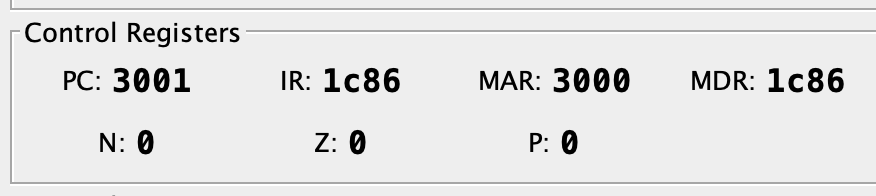 Control Registers
PC: 3001 IR: 1c86 MAR: 3000 MDR: 1c86
N: 0 Z: 0 P: 0